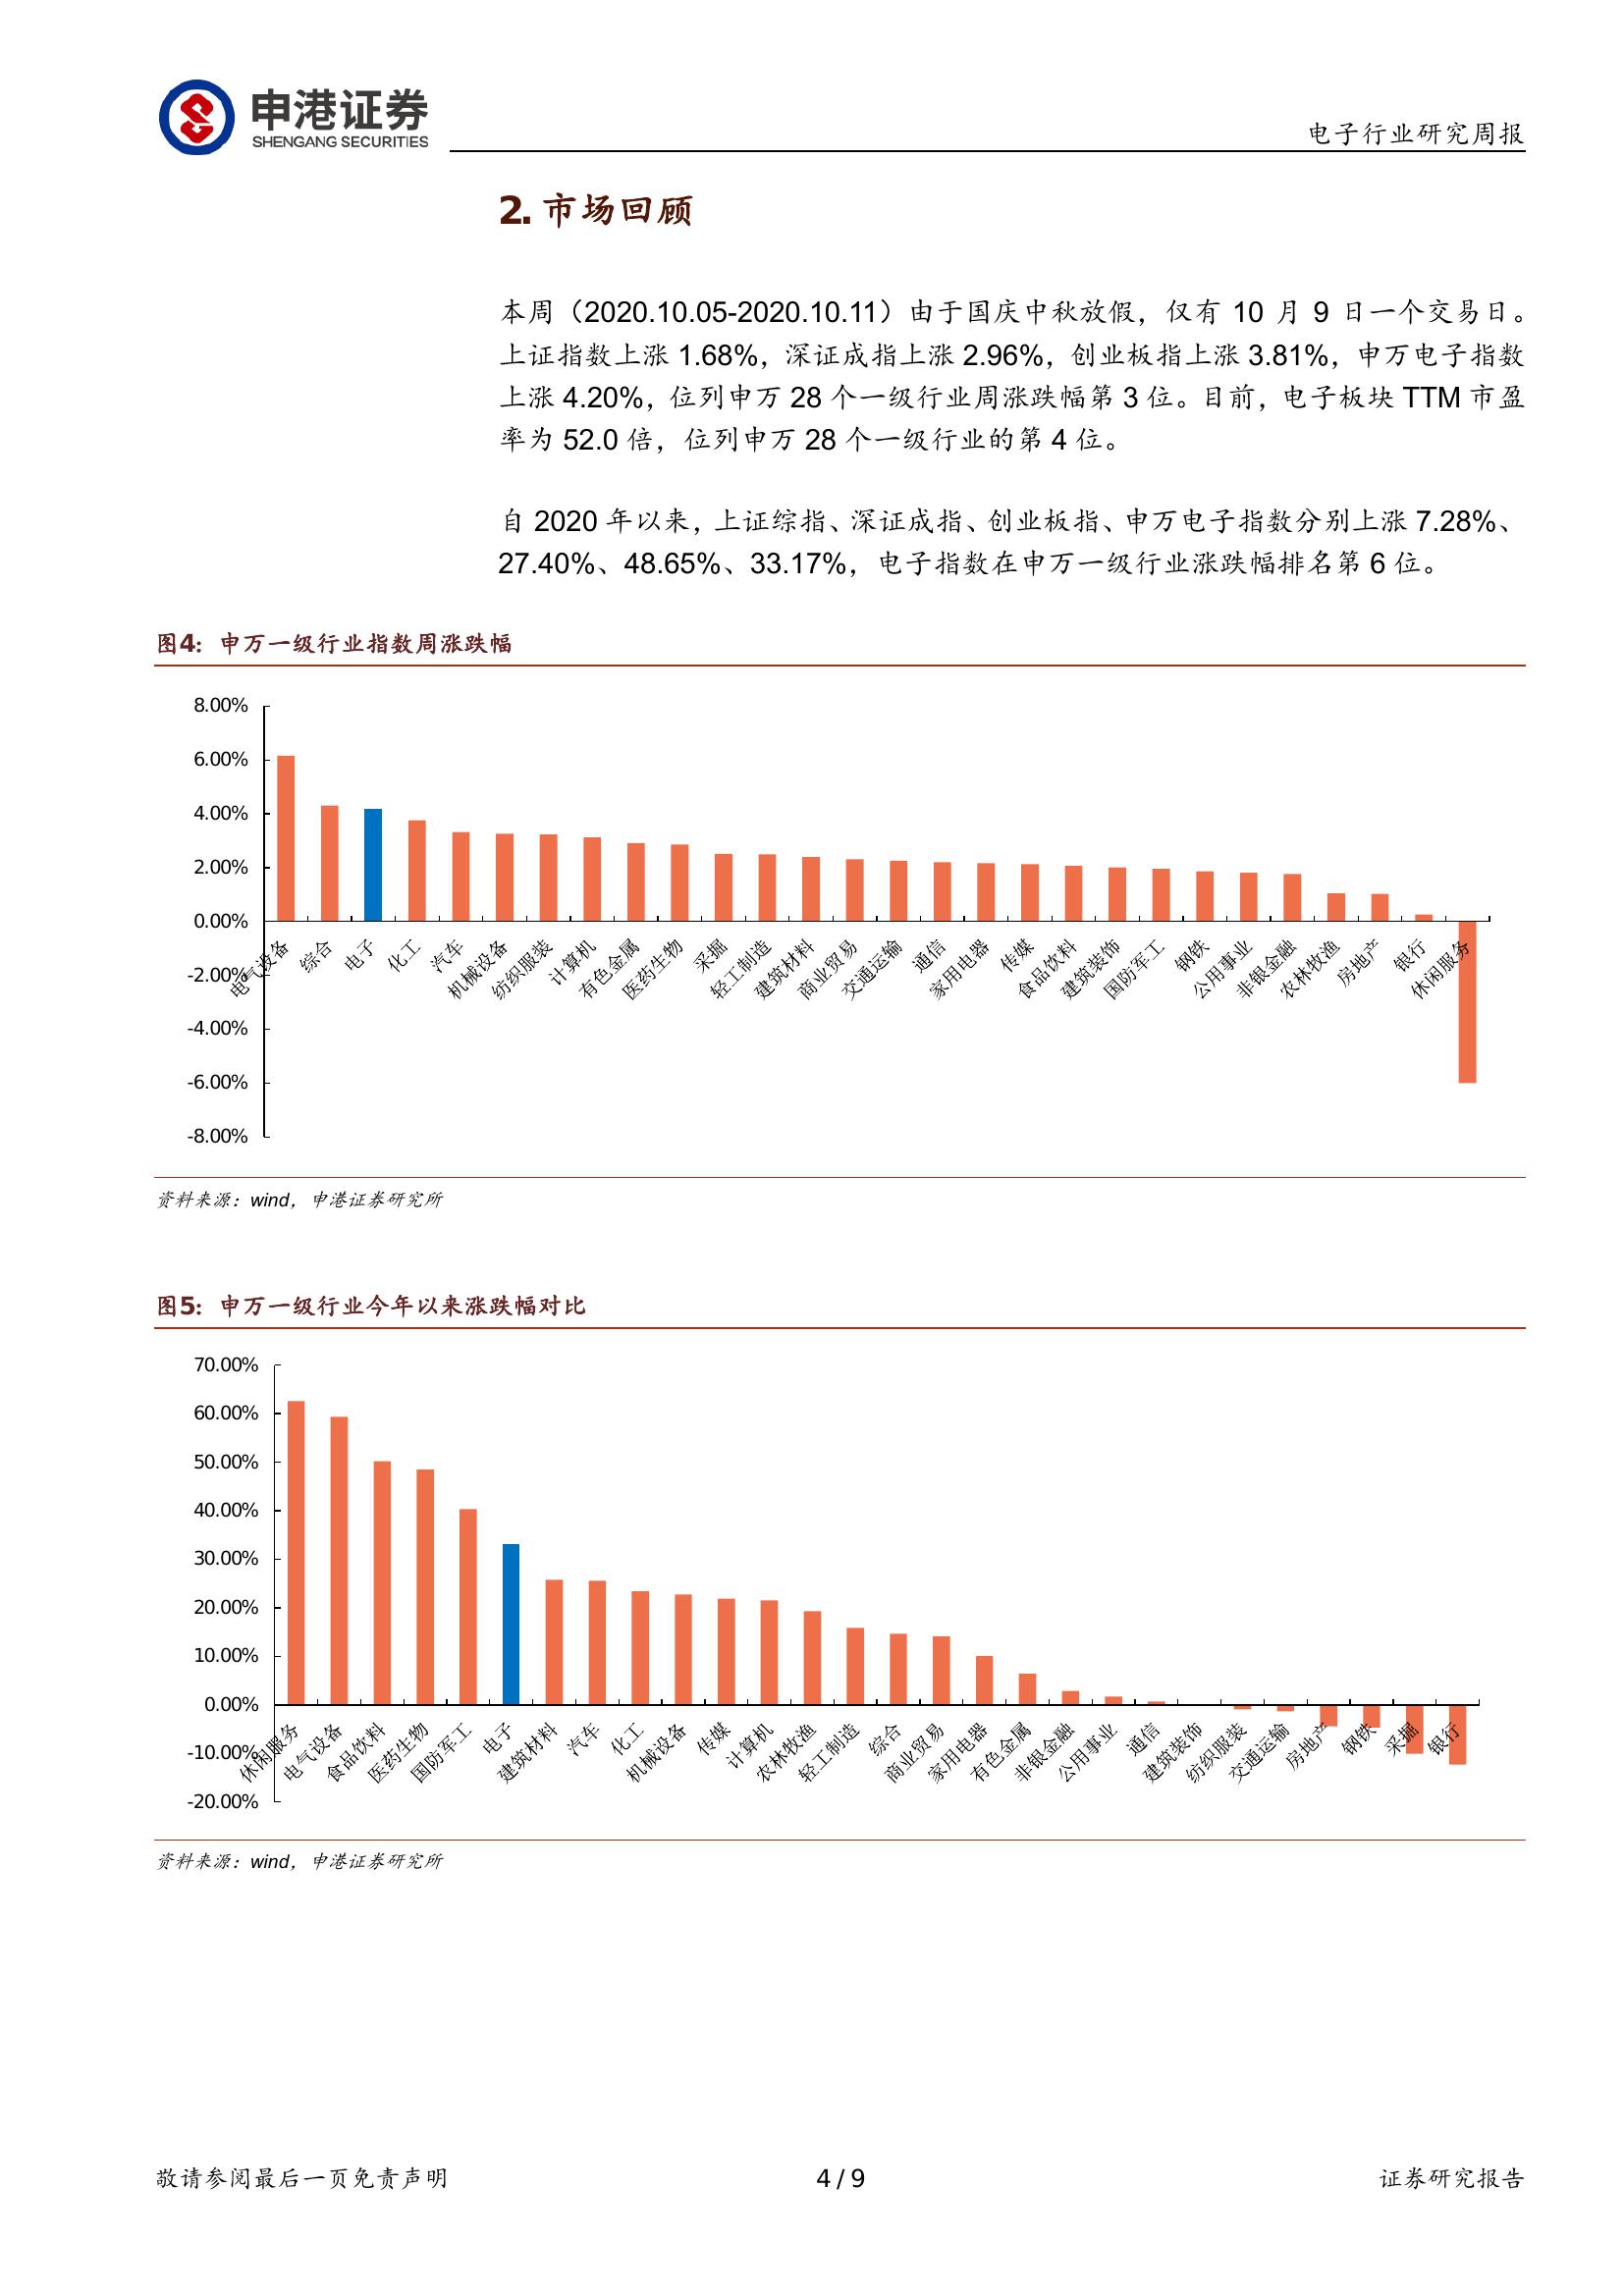 申港证券
SHENGANG SECURITIES
电子行业研究周报
2. 市场回顾
本周（2020.10.05-2020.10.11）由于国庆中秋放假，仅有 10 月 9 日一个交易日。
上证指数上涨 1.68%，深证成指上涨 2.96%，创业板指上涨 3.81%，申万电子指数
上涨 4.20%，位列申万 28 个一级行业周涨跌幅第 3 位。目前，电子板块 TTM 市盈
率为 52.0 倍，位列申万 28 个一级行业的第 4 位。
自 2020 年以来，上证综指、深证成指、创业板指、申万电子指数分别上涨 7.28%、
27.40%、48.65%、33.17%，电子指数在申万一级行业涨跌幅排名第 6 位。
图4：申万一级行业指数周涨跌幅
8.00%
6.00%
4.00%
2.00%
0.00%
-2.00%
-4.00%
-6.00%
-8.00%
电气设备
综合
电子
化工
汽车
机械设备
纺织服装
计算机
有色金属
医药生物
采掘
轻工制造
建筑材料
商业贸易
交通运输
通信
家用电器
传媒
食品饮料
建筑装饰
国防军工
钢铁
公用事业
非银金融
农林牧渔
房地产
银行
休闲服务
资料来源：wind，申港证券研究所
图5：申万一级行业今年以来涨跌幅对比
70.00%
60.00%
50.00%
40.00%
30.00%
20.00%
10.00%
0.00%
-10.00%
-20.00%
休闲服务
电气设备
食品饮料
医药生物
国防军工
电子
建筑材料
汽车
化工
机械设备
传媒
计算机
农林牧渔
轻工制造
综合
商业贸易
家用电器
有色金属
非银金融
公用事业
通信
建筑装饰
纺织服装
交通运输
房地产
钢铁
采掘
银行
资料来源：wind，申港证券研究所
敬请参阅最后一页免责声明
4 / 9
证券研究报告